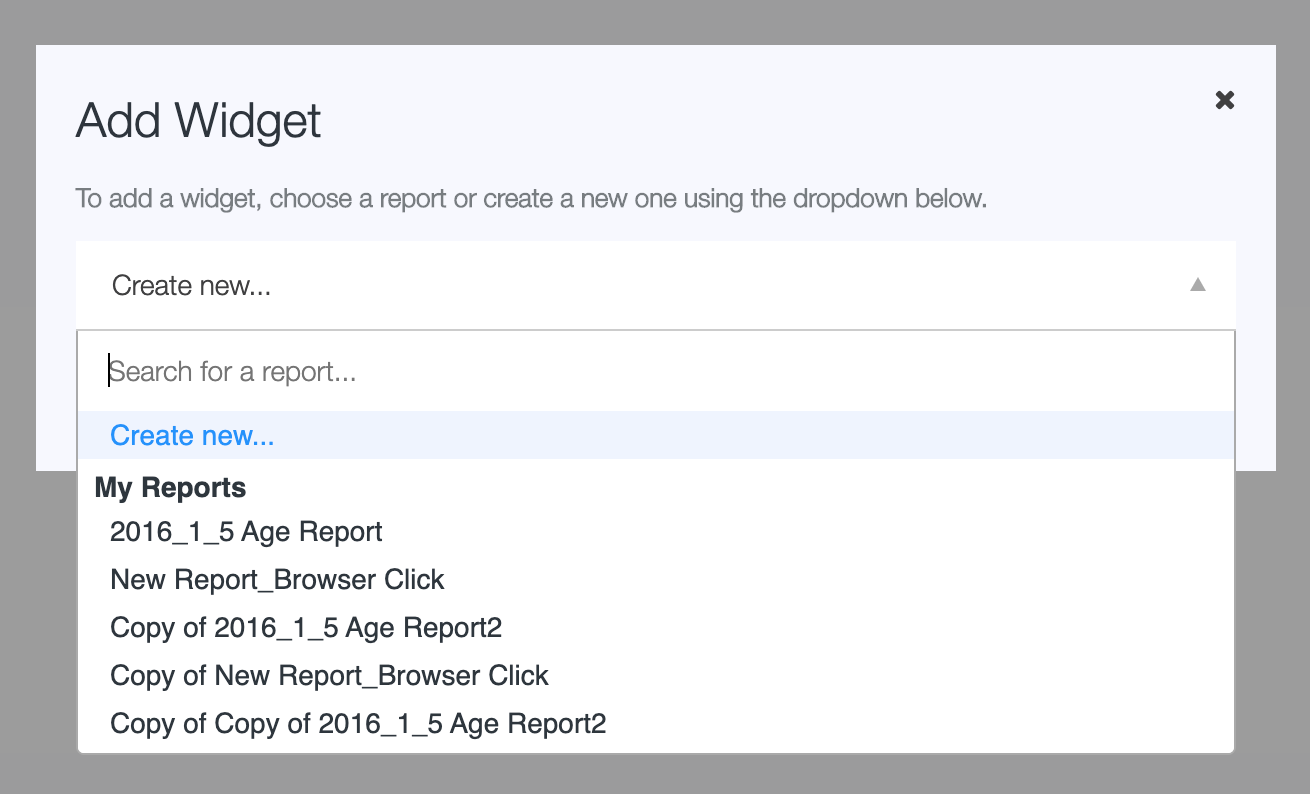 Add Widget
To add a widget, choose a report or create a new one using the dropdown below.
Create new...
Search for a report...
Create new...
My Reports
2016_1_5 Age Report
New Report_Browser Click
Copy of 2016_1_5 Age Report2
Copy of New Report_Browser Click
Copy of Copy of 2016_1_5 Age Report2